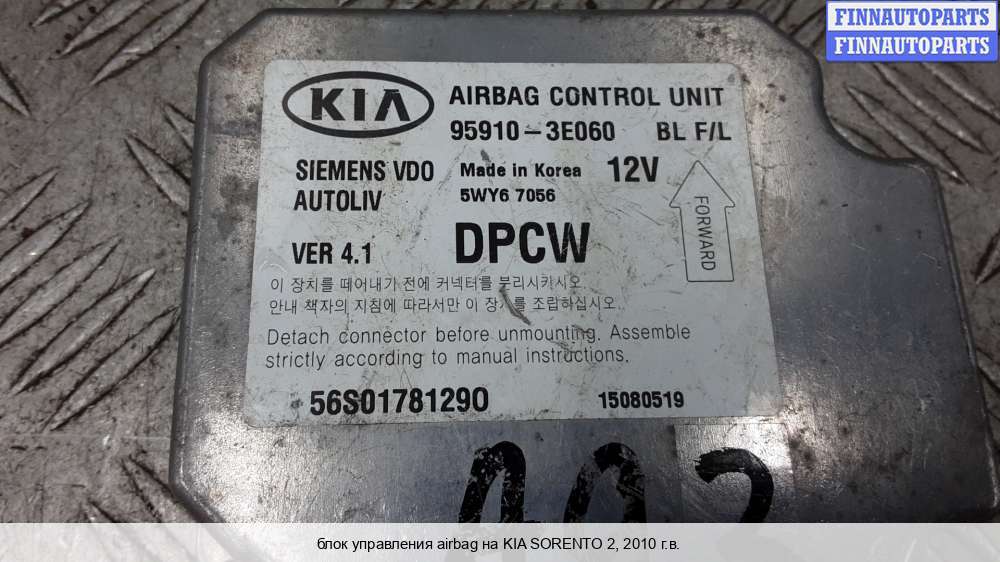 FINNAUTOPARTS
FINNAUTOPARTS
KIA
AIRBAG CONTROL UNIT
95910-3E060 BL F/L
SIEMENS VDO Made in Korea 12V
AUTOLIV 5WY6 7056
FORWARD
VER 4.1 DPCW
이 장치를 떼어내기 전에 커넥터를 분리시키시오
안내 책자의 지침에 따라서만 이 장치를 조립하십시오.
Detach connector before unmounting. Assemble
strictly according to manual instructions.
56S01781290 15080519
блок управления airbag на KIA SORENTO 2, 2010 г.в.